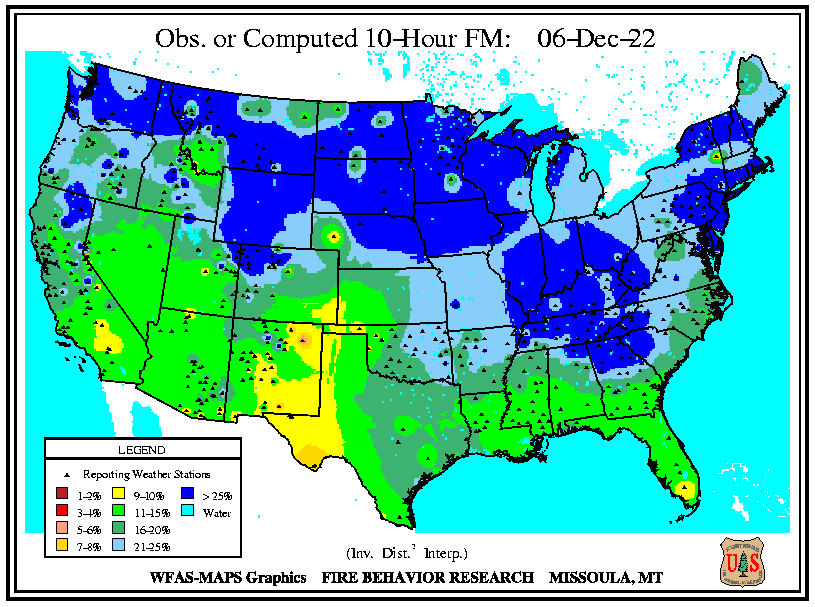 Obs. or Computed 10-Hour FM: 06-Dec-22
LEGEND
Reporting Weather Stations
1-2%
3-4%
5-6%
7-8%
9-10%
11-15%
16-20%
21-25%
> 25%
Water
(Inv. Dist.² Interp.)
WFAS-MAPS Graphics FIRE BEHAVIOR RESEARCH MISSOULA, MT
U S